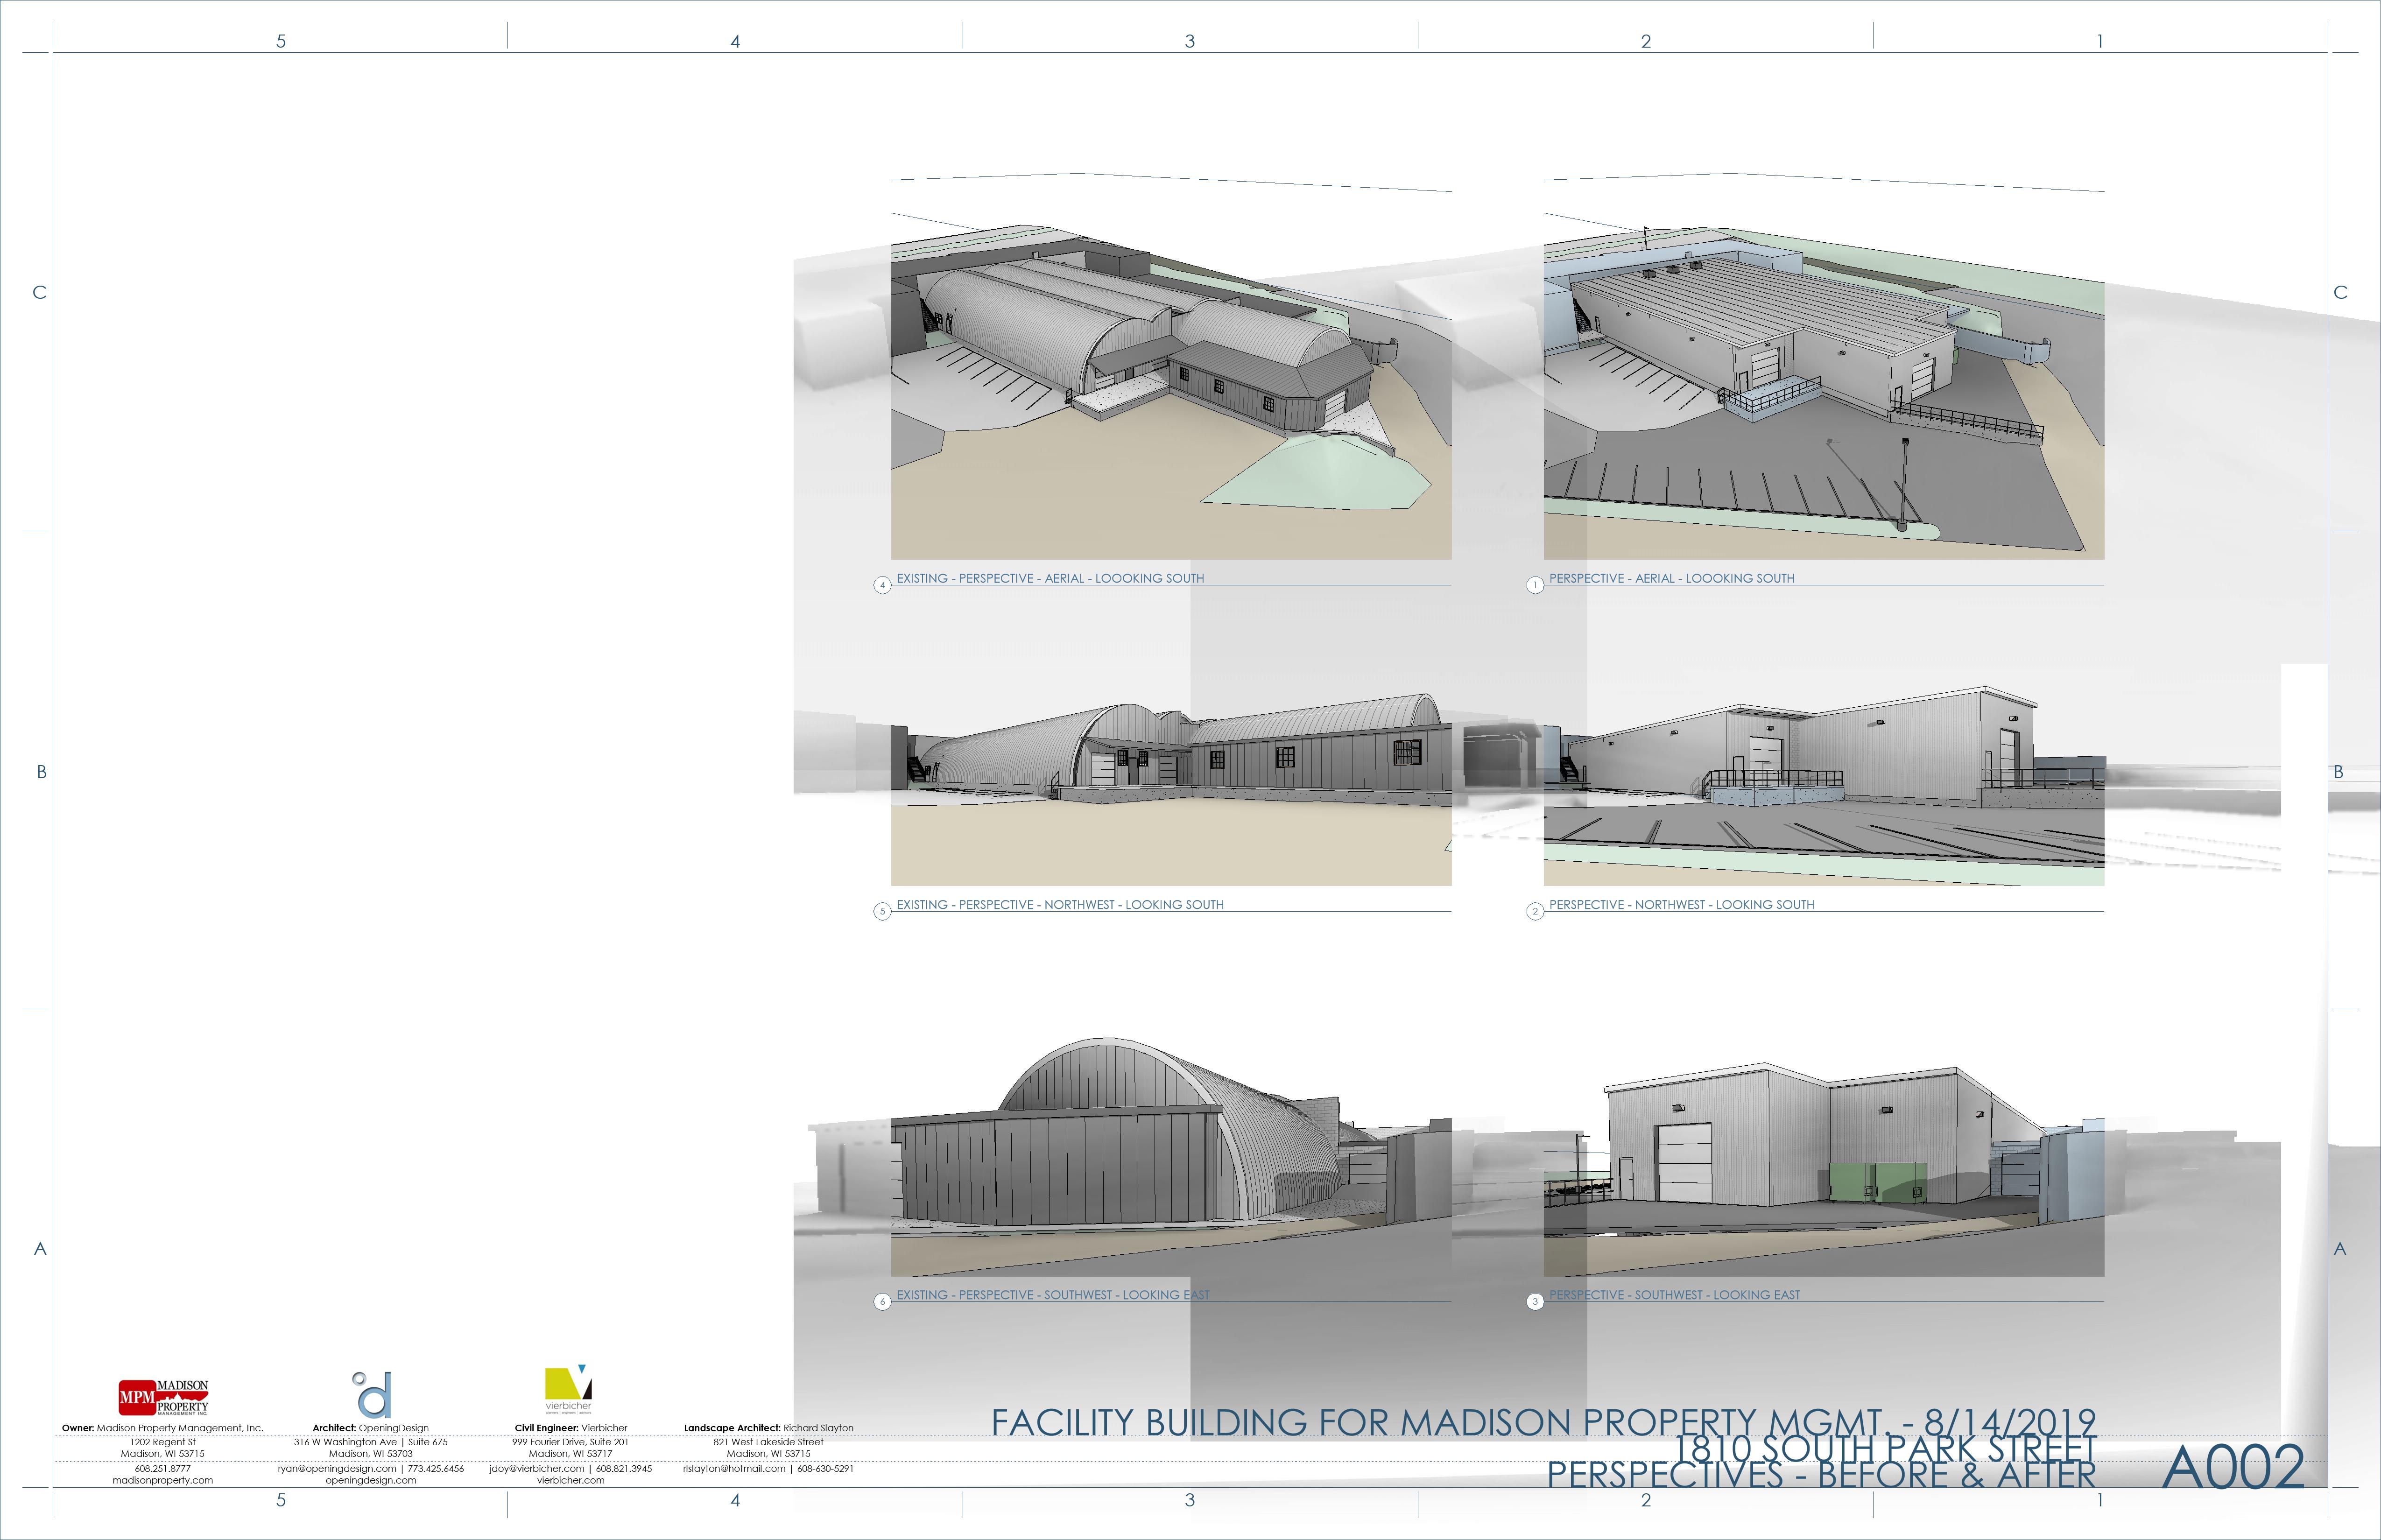 5 4 3 2 1
C C
4 EXISTING - PERSPECTIVE - AERIAL - LOOOKING SOUTH
1 PERSPECTIVE - AERIAL - LOOOKING SOUTH
B B
5 EXISTING - PERSPECTIVE - NORTHWEST - LOOKING SOUTH
2 PERSPECTIVE - NORTHWEST - LOOKING SOUTH
A A
6 EXISTING - PERSPECTIVE - SOUTHWEST - LOOKING EAST
3 PERSPECTIVE - SOUTHWEST - LOOKING EAST
MPM MADISON
PROPERTY
MANAGEMENT INC.
Owner: Madison Property Management, Inc.
1202 Regent St
Madison, WI 53715
608.251.8777
madisonproperty.com
d
Architect: OpeningDesign
316 W Washington Ave | Suite 675
Madison, WI 53703
ryan@openingdesign.com | 773.425.6456
openingdesign.com
vierbicher
Civil Engineer: Vierbicher
999 Fourier Drive, Suite 201
Madison, WI 53717
jdoy@vierbicher.com | 608.821.3945
vierbicher.com
Landscape Architect: Richard Slayton
821 West Lakeside Street
Madison, WI 53715
rlslayton@hotmail.com | 608-630-5291
FACILITY BUILDING FOR MADISON PROPERTY MGMT. - 8/14/2019
1810 SOUTH PARK STREET
PERSPECTIVES - BEFORE & AFTER
A002
5 4 3 2 1